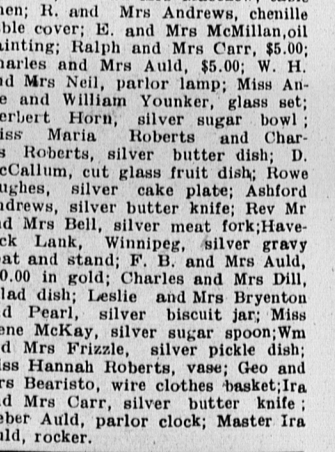 nen; R. and Mrs Andrews, chenille
ble cover; E. and Mrs McMillan,oil
ainting; Ralph and Mrs Carr, $5.00;
harles and Mrs Auld, $5.00; W. H.
d Mrs Neil, parlor lamp; Miss An-
e and William Younker, glass set;
erbert Horn, silver sugar bowl;
iss Maria Roberts and Char-
s Roberts, silver butter dish; D.
cCallum, cut glass fruit dish; Rowe
ughes, silver cake plate; Ashford
ndrews, silver butter knife; Rev Mr
d Mrs Bell, silver meat fork;Have-
ck Lank, Winnipeg, silver gravy
oat and stand; F. B. and Mrs Auld,
0.00 in gold; Charles and Mrs Dill,
lad dish; Leslie and Mrs Bryenton
d Pearl, silver biscuit jar; Miss
ene McKay, silver sugar spoon;Wm
d Mrs Frizzle, silver pickle dish;
iss Hannah Roberts, vase; Geo and
rs Bearisto, wire clothes basket;Ira
d Mrs Carr, silver butter knife;
eber Auld, parlor clock; Master Ira
uld, rocker.